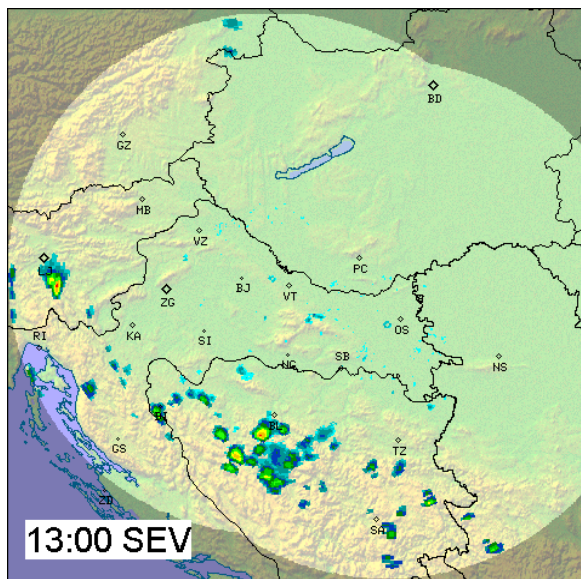 BD
GZ
MB
VZ
PC
LJ
BJ
VT
ZG
OS
KA
RI
SI
NG
SB
NS
BI
BL
GS
TZ
ZD
SA
13:00 SEV